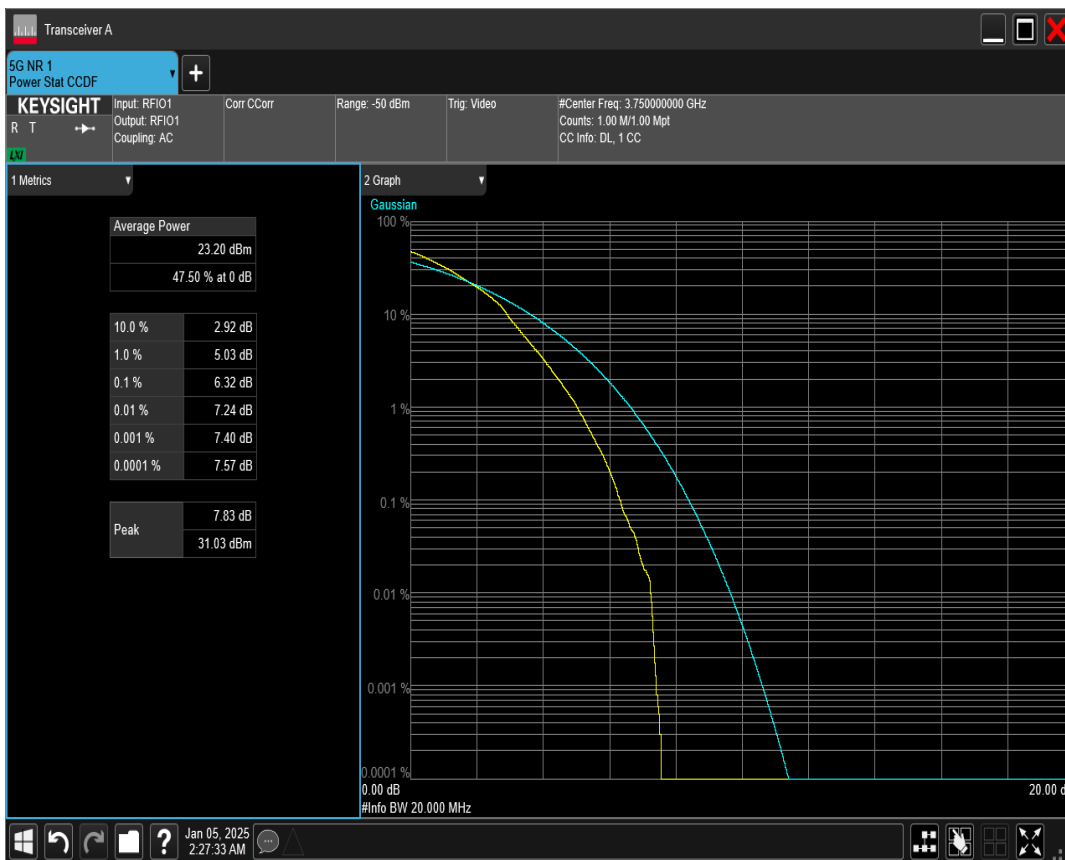 Transceiver A
5G NR 1
Power Stat CCDF
+
KEYSIGHT
R T
LXI
Input: RFIO1
Output: RFIO1
Coupling: AC
Corr CCorr
Range: -50 dBm
Trig: Video
#Center Freq: 3.750000000 GHz
Counts: 1.00 M/1.00 Mpt
CC Info: DL, 1 CC
1 Metrics
Average Power
23.20 dBm
47.50 % at 0 dB
10.0 % 2.92 dB
1.0 % 5.03 dB
0.1 % 6.32 dB
0.01 % 7.24 dB
0.001 % 7.40 dB
0.0001 % 7.57 dB
Peak
7.83 dB
31.03 dBm
2 Graph
Gaussian
100 %
10 %
1 %
0.1 %
0.01 %
0.001 %
0.0001 %
0.00 dB 20.00 d
#Info BW 20.000 MHz
?
Jan 05, 2025
2:27:33 AM